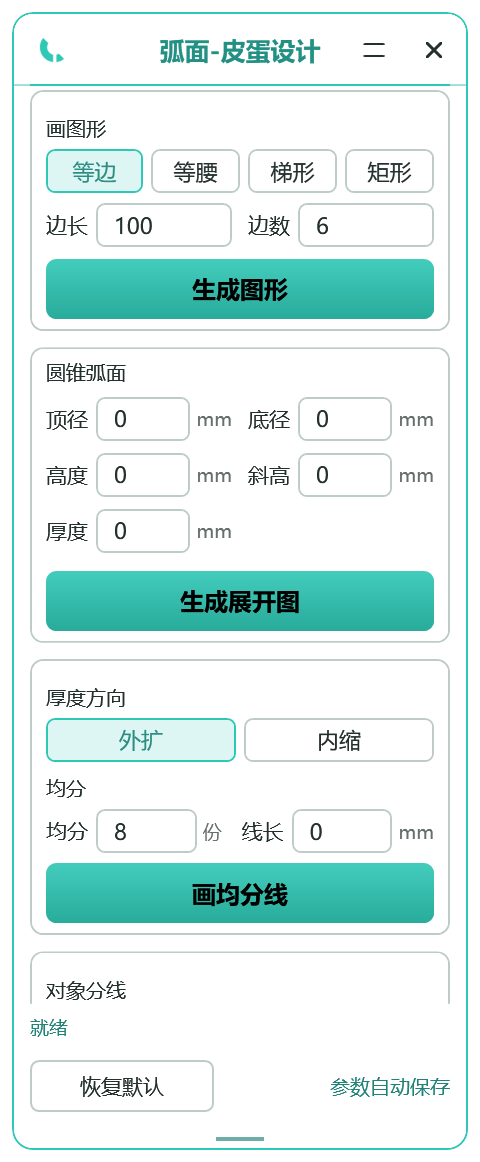 弧面-皮蛋设计
画图形
等边 等腰 梯形 矩形
边长 100 边数 6
生成图形
圆锥弧面
顶径 0 mm 底径 0 mm
高度 0 mm 斜高 0 mm
厚度 0 mm
生成展开图
厚度方向
外扩 内缩
均分
均分 8 份 线长 0 mm
画均分线
对象分线
就绪
恢复默认 参数自动保存